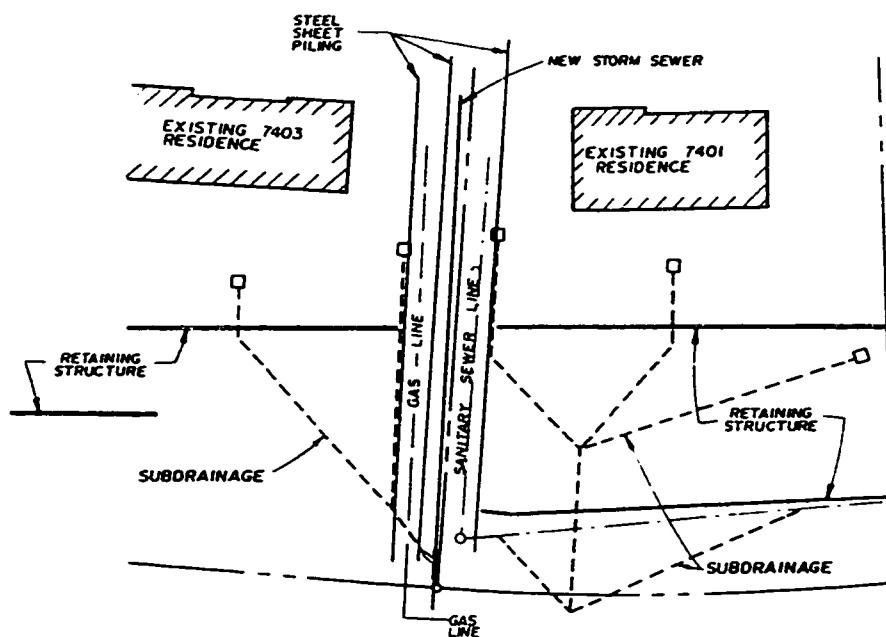 STEEL
SHEET
PILING
NEW STORM SEWER
EXISTING 7403
RESIDENCE
EXISTING 7401
RESIDENCE
GAS LINE
SANITARY SEWER LINE
RETAINING
STRUCTURE
RETAINING
STRUCTURE
SUBDRAINAGE
SUBDRAINAGE
GAS
LINE